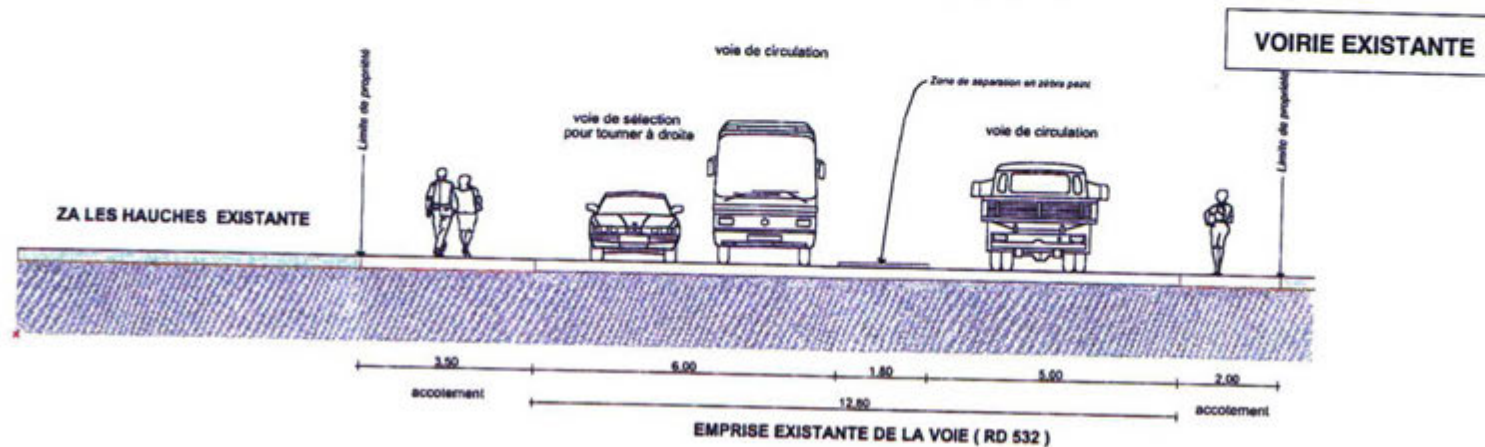 VOIRIE EXISTANTE
voie de circulation
Limite de propriété
Zone de séparation en zébra peint
Limite de propriété
voie de sélection
pour tourner à droite
voie de circulation
ZA LES HAUCHES EXISTANTE
3.50
6.00
1.80
5.00
2.00
accotement
12.80
accotement
EMPRISE EXISTANTE DE LA VOIE ( RD 532 )